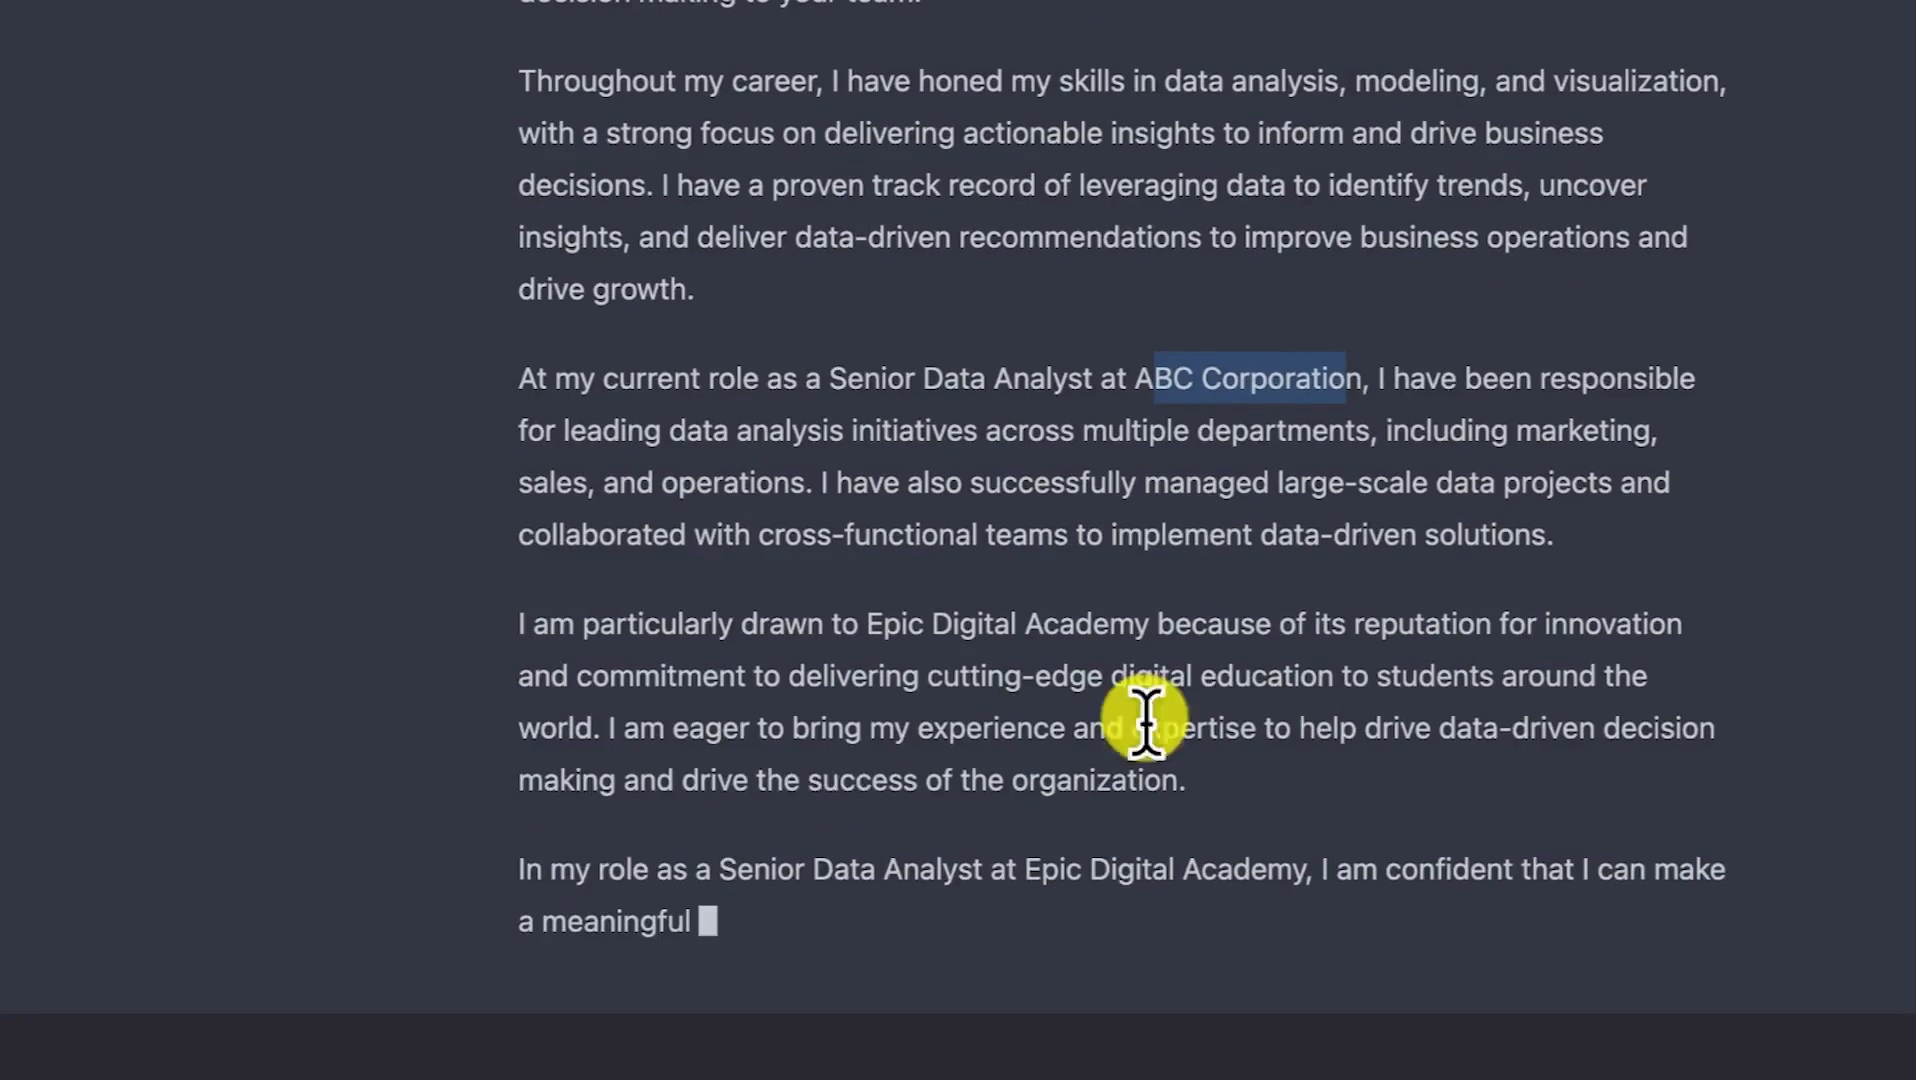 decision making to your team.
Throughout my career, I have honed my skills in data analysis, modeling, and visualization,
with a strong focus on delivering actionable insights to inform and drive business
decisions. I have a proven track record of leveraging data to identify trends, uncover
insights, and deliver data-driven recommendations to improve business operations and
drive growth.
At my current role as a Senior Data Analyst at ABC Corporation, I have been responsible
for leading data analysis initiatives across multiple departments, including marketing,
sales, and operations. I have also successfully managed large-scale data projects and
collaborated with cross-functional teams to implement data-driven solutions.
I am particularly drawn to Epic Digital Academy because of its reputation for innovation
and commitment to delivering cutting-edge digital education to students around the
world. I am eager to bring my experience and expertise to help drive data-driven decision
making and drive the success of the organization.
In my role as a Senior Data Analyst at Epic Digital Academy, I am confident that I can make
a meaningful